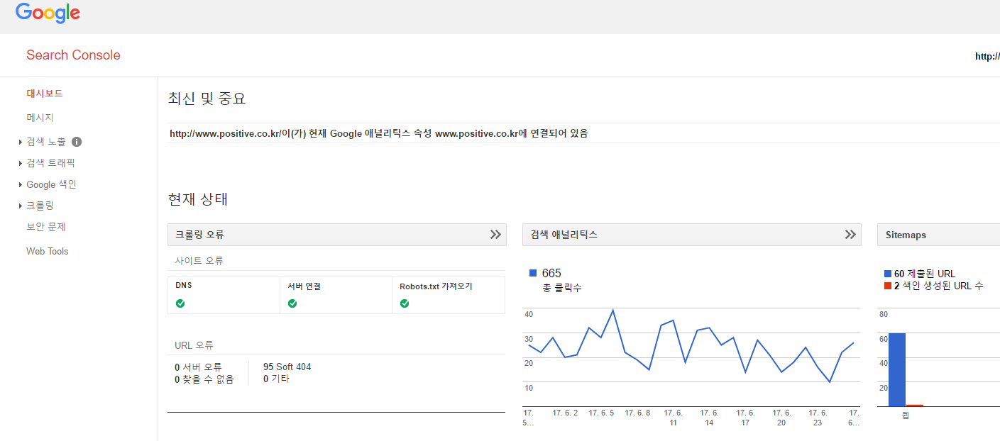 Google
Search Console
http://
대시보드
메시지
검색 노출
검색 트래픽
Google 색인
크롤링
보안 문제
Web Tools
최신 및 중요
http://www.positive.co.kr/이(가) 현재 Google 애널리틱스 속성 www.positive.co.kr에 연결되어 있음
현재 상태
크롤링 오류
사이트 오류
DNS
서버 연결
Robots.txt 가져오기
URL 오류
0 서버 오류
0 찾을 수 없음
95 Soft 404
0 기타
검색 애널리틱스
665
총 클릭수
40
30
20
10
17. 5...
17. 6. 2
17. 6. 5
17. 6. 8
17. 6. 11
17. 6. 14
17. 6. 17
17. 6. 20
17. 6. 23
17. 6...
Sitemaps
60 제출된 URL
2 색인 생성된 URL 수
80
60
40
20
웹